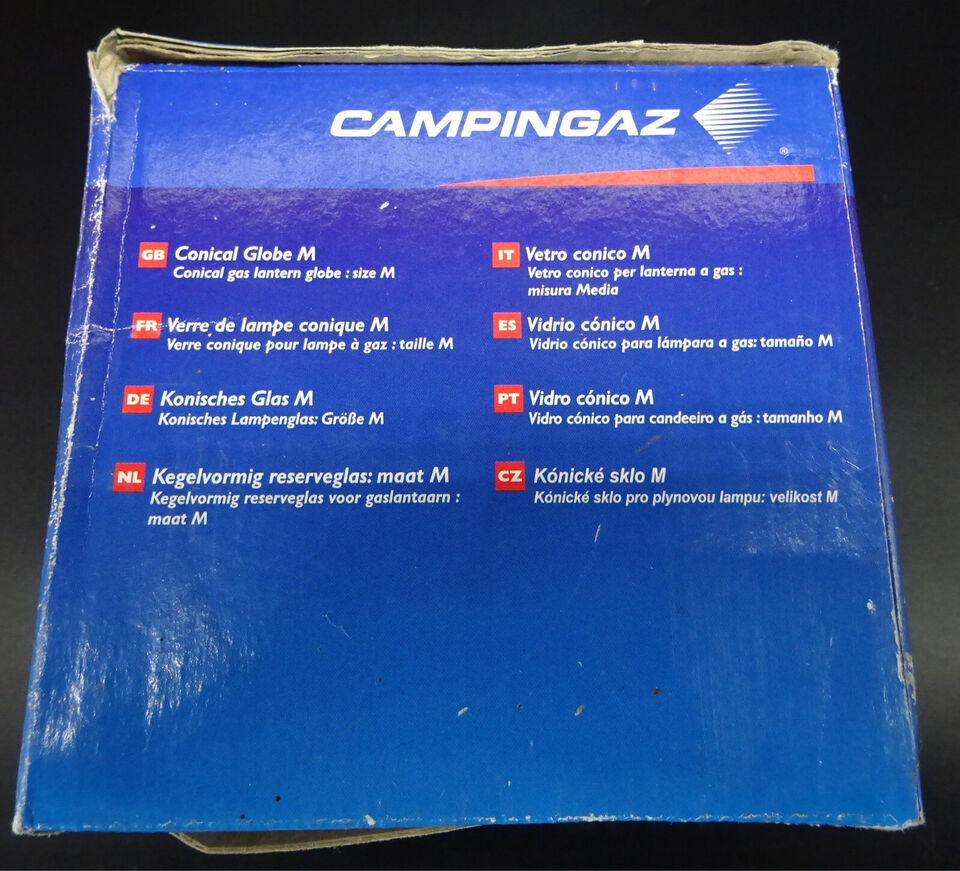 CAMPINGAZ
®
GB Conical Globe M
Conical gas lantern globe : size M
FR Verre de lampe conique M
Verre conique pour lampe à gaz : taille M
DE Konisches Glas M
Konisches Lampenglas: Größe M
NL Kegelvormig reserveglas: maat M
Kegelvormig reserveglas voor gaslantaarn :
maat M
IT Vetro conico M
Vetro conico per lanterna a gas :
misura Media
ES Vidrio cónico M
Vidrio cónico para lámpara a gas: tamaño M
PT Vidro cónico M
Vidro cónico para candeeiro a gás : tamanho M
CZ Kónické sklo M
Kónické sklo pro plynovou lampu: velikost M